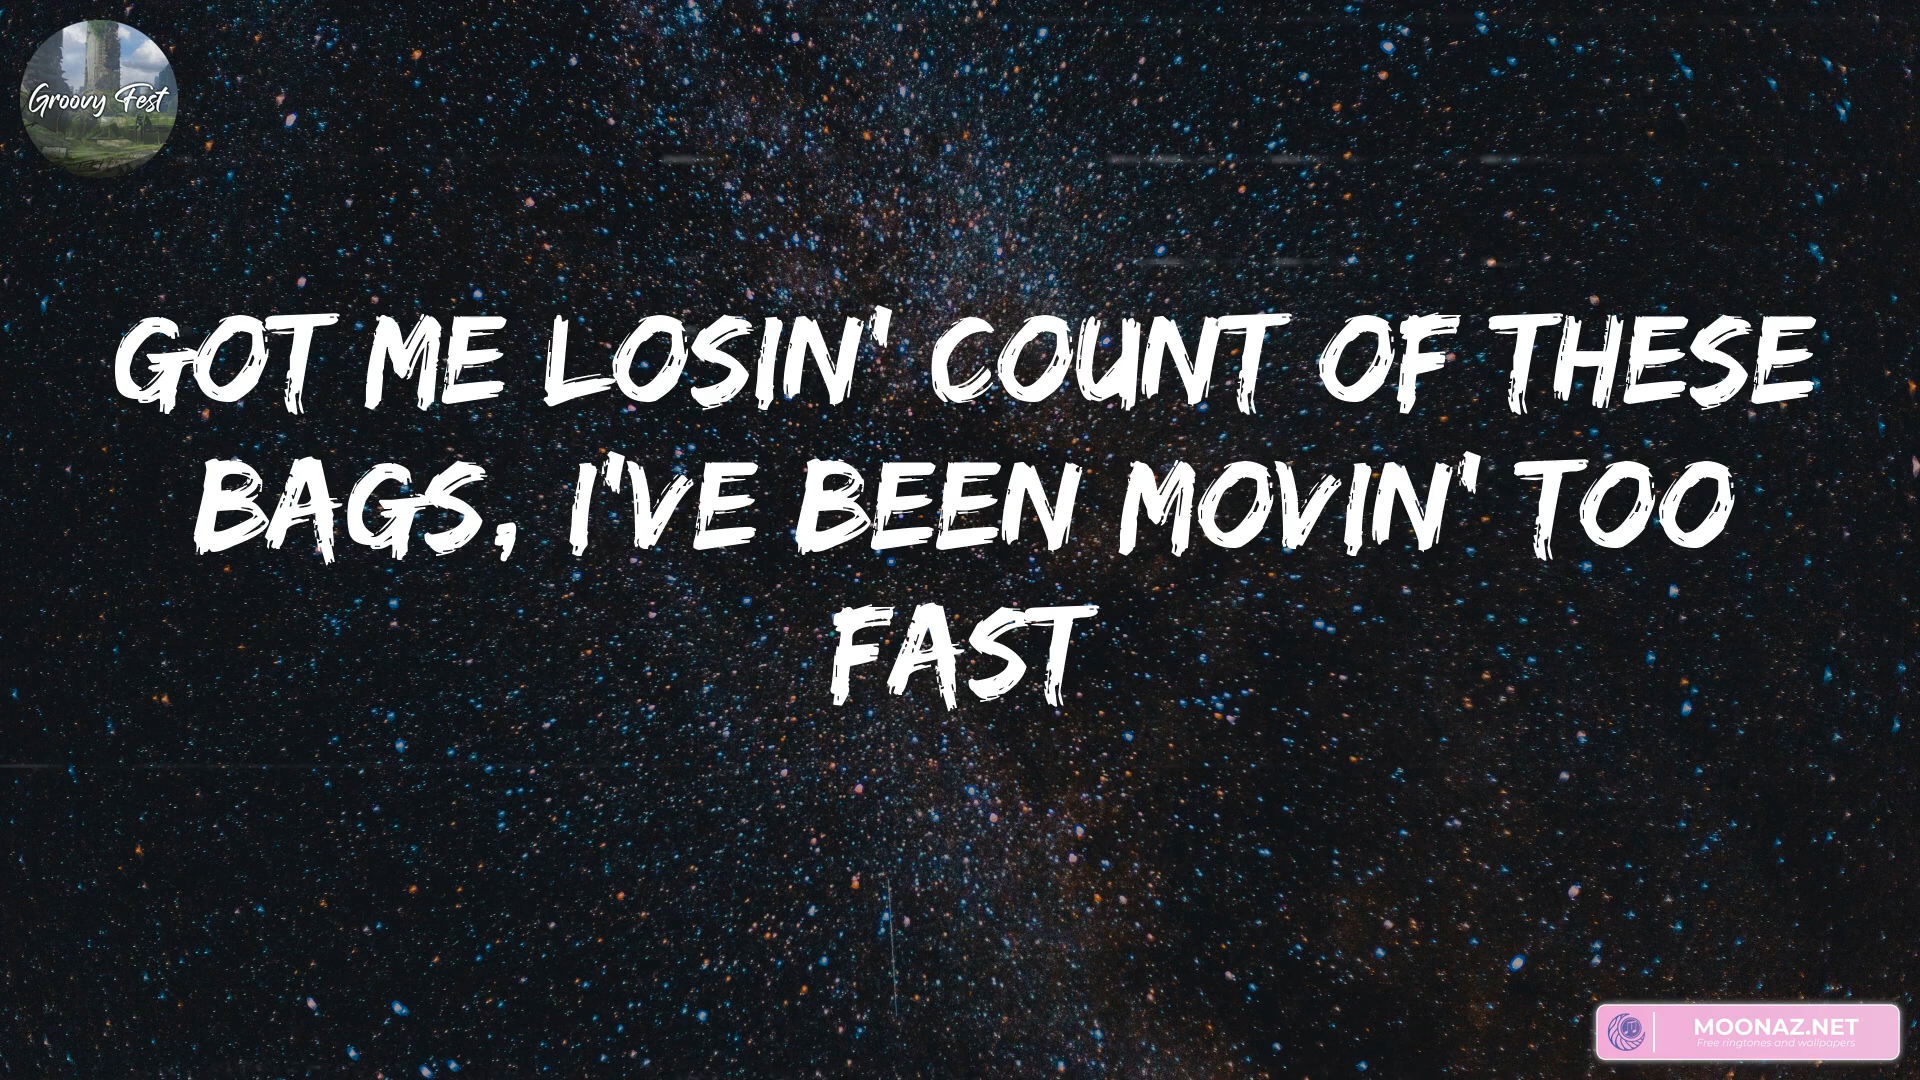 Groovy Fest
GOT ME LOSIN' COUNT OF THESE
BAGS, I'VE BEEN MOVIN' TOO
FAST
MOONAZ.NET
Free ringtones and wallpapers